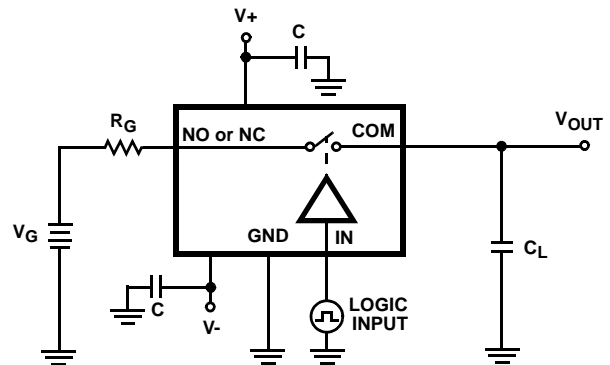 V+
C
RG
NO or NC
COM
VOUT
VG
GND
IN
CL
C
V-
LOGIC
INPUT